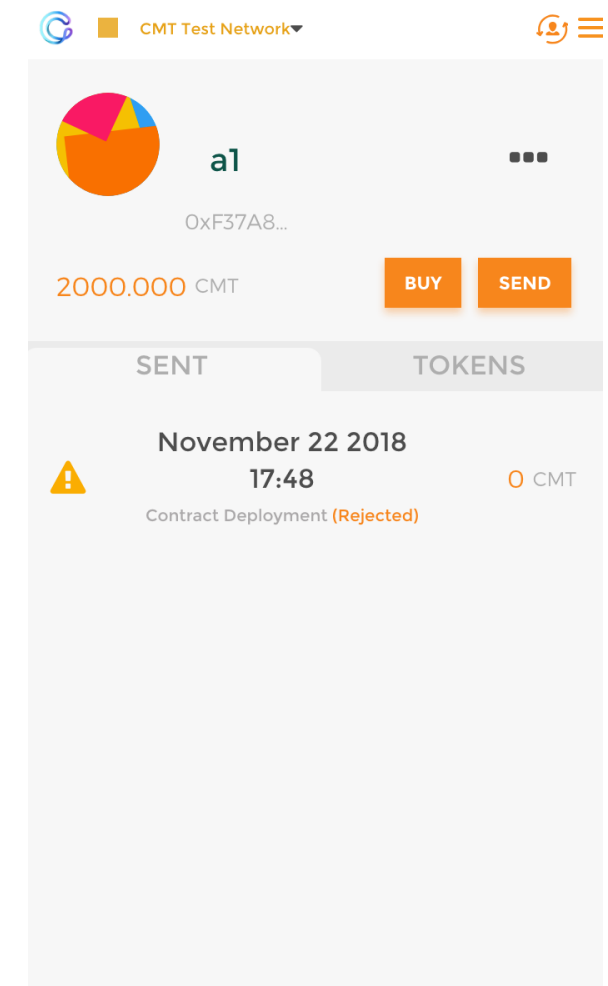 CMT Test Network
a1
0xF37A8...
2000.000 CMT
BUY
SEND
SENT
TOKENS
November 22 2018
17:48
0 CMT
Contract Deployment (Rejected)